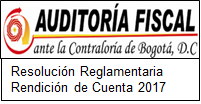 AUDITORÍA FISCAL
ante la Contraloría de Bogotá, D.C
Resolución Reglamentaria
Rendición de Cuenta 2017